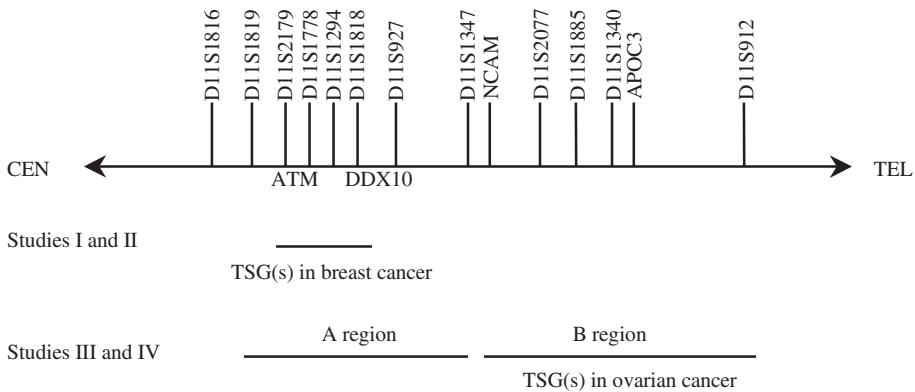 D11S1816
D11S1819
D11S2179
D11S1778
D11S1294
D11S1818
D11S927
D11S1347
NCAM
D11S2077
D11S1885
D11S1340
APOC3
D11S912
CEN
TEL
ATM
DDX10
Studies I and II
TSG(s) in breast cancer
A region
B region
Studies III and IV
TSG(s) in ovarian cancer